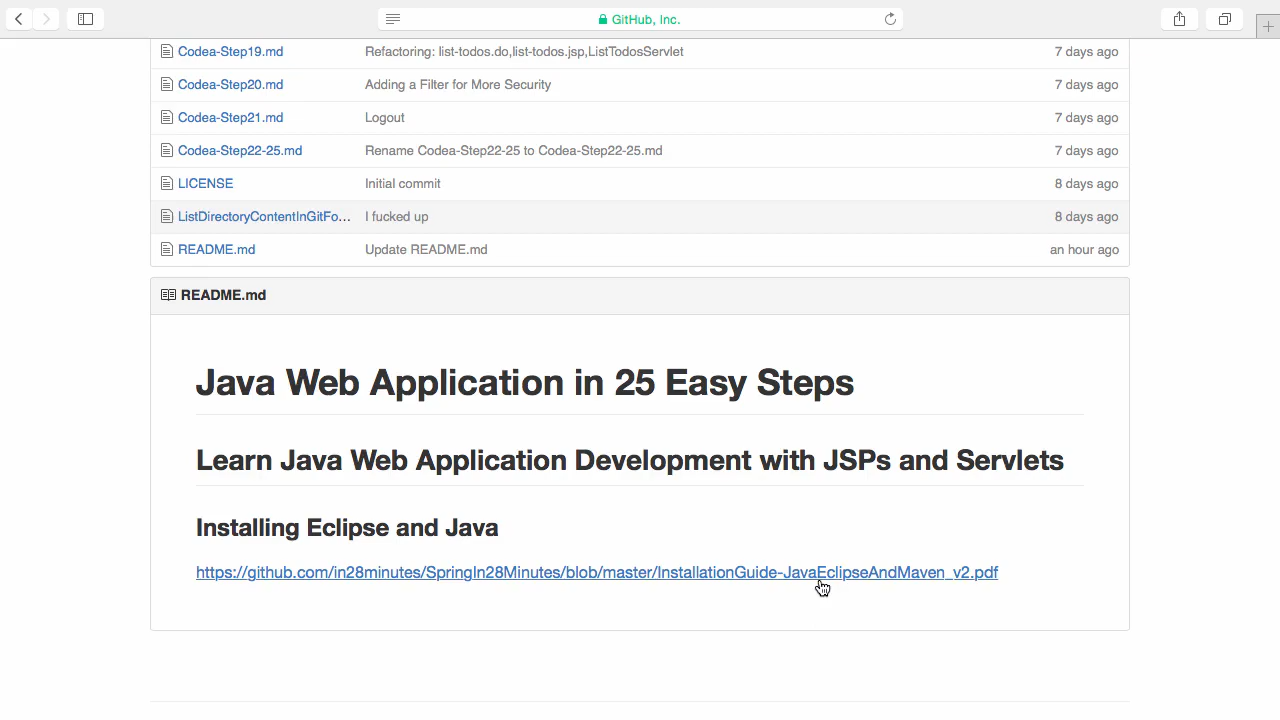 GitHub, Inc.
Codea-Step19.md Refactoring: list-todos.do,list-todos.jsp,ListTodosServlet 7 days ago
Codea-Step20.md Adding a Filter for More Security 7 days ago
Codea-Step21.md Logout 7 days ago
Codea-Step22-25.md Rename Codea-Step22-25 to Codea-Step22-25.md 7 days ago
LICENSE Initial commit 8 days ago
ListDirectoryContentInGitFo… I fucked up 8 days ago
README.md Update README.md an hour ago
README.md
Java Web Application in 25 Easy Steps
Learn Java Web Application Development with JSPs and Servlets
Installing Eclipse and Java
https://github.com/in28minutes/SpringIn28Minutes/blob/master/InstallationGuide-JavaEclipseAndMaven_v2.pdf